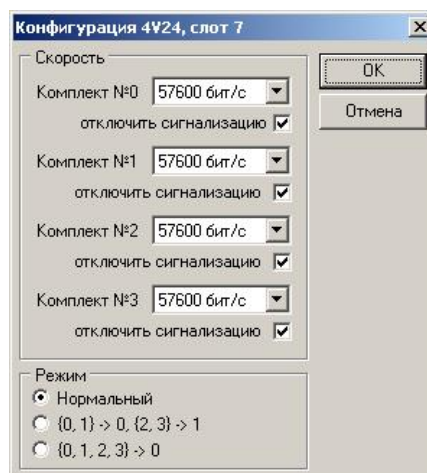 Конфигурация 4У24, слот 7
Скорость
Комплект №0 57600 бит/с
отключить сигнализацию
Комплект №1 57600 бит/с
отключить сигнализацию
Комплект №2 57600 бит/с
отключить сигнализацию
Комплект №3 57600 бит/с
отключить сигнализацию
OK
Отмена
Режим
Нормальный
{0, 1} -> 0, {2, 3} -> 1
{0, 1, 2, 3} -> 0